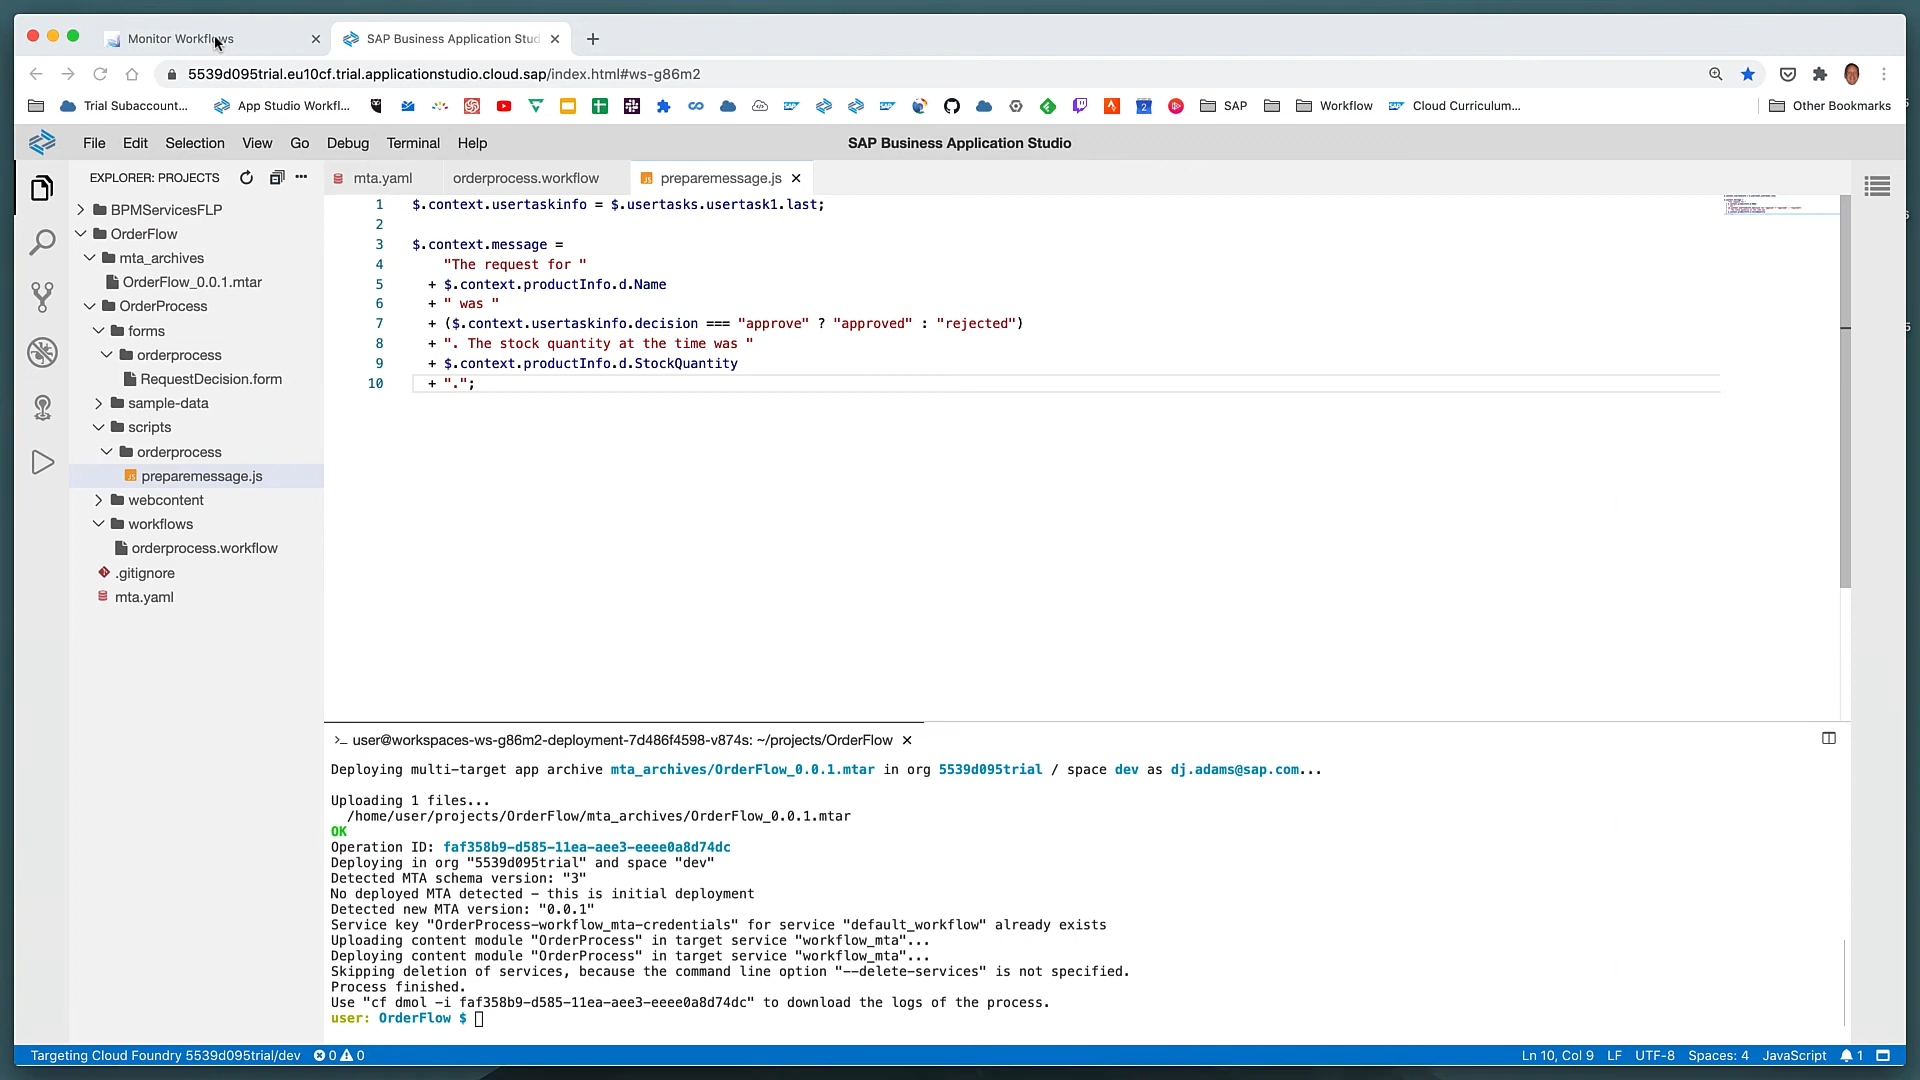 Monitor Workflows
SAP Business Application Stud
5539d095trial.eu10cf.trial.applicationstudio.cloud.sap/index.html#ws-g86m2
Trial Subaccount...
App Studio Workfl...
2
SAP
Workflow
Cloud Curriculum...
Other Bookmarks
File Edit Selection View Go Debug Terminal Help
SAP Business Application Studio
EXPLORER: PROJECTS
BPMServicesFLP
OrderFlow
mta_archives
OrderFlow_0.0.1.mtar
OrderProcess
forms
orderprocess
RequestDecision.form
sample-data
scripts
orderprocess
preparemessage.js
webcontent
workflows
orderprocess.workflow
.gitignore
mta.yaml
mta.yaml
orderprocess.workflow
preparemessage.js
1 $.context.usertaskinfo = $.usertasks.usertask1.last;
2
3 $.context.message =
4 "The request for "
5 + $.context.productInfo.d.Name
6 + " was "
7 + ($.context.usertaskinfo.decision === "approve" ? "approved" : "rejected")
8 + ". The stock quantity at the time was "
9 + $.context.productInfo.d.StockQuantity
10 + ".";
>_ user@workspaces-ws-g86m2-deployment-7d486f4598-v874s: ~/projects/OrderFlow
Deploying multi-target app archive mta_archives/OrderFlow_0.0.1.mtar in org 5539d095trial / space dev as dj.adams@sap.com...
Uploading 1 files...
/home/user/projects/OrderFlow/mta_archives/OrderFlow_0.0.1.mtar
OK
Operation ID: faf358b9-d585-11ea-aee3-eeee0a8d74dc
Deploying in org "5539d095trial" and space "dev"
Detected MTA schema version: "3"
No deployed MTA detected - this is initial deployment
Detected new MTA version: "0.0.1"
Service key "OrderProcess-workflow_mta-credentials" for service "default_workflow" already exists
Uploading content module "OrderProcess" in target service "workflow_mta"...
Deploying content module "OrderProcess" in target service "workflow_mta"...
Skipping deletion of services, because the command line option "--delete-services" is not specified.
Process finished.
Use "cf dmol -i faf358b9-d585-11ea-aee3-eeee0a8d74dc" to download the logs of the process.
user: OrderFlow $
Targeting Cloud Foundry 5539d095trial/dev 0 0
Ln 10, Col 9 LF UTF-8 Spaces: 4 JavaScript 1